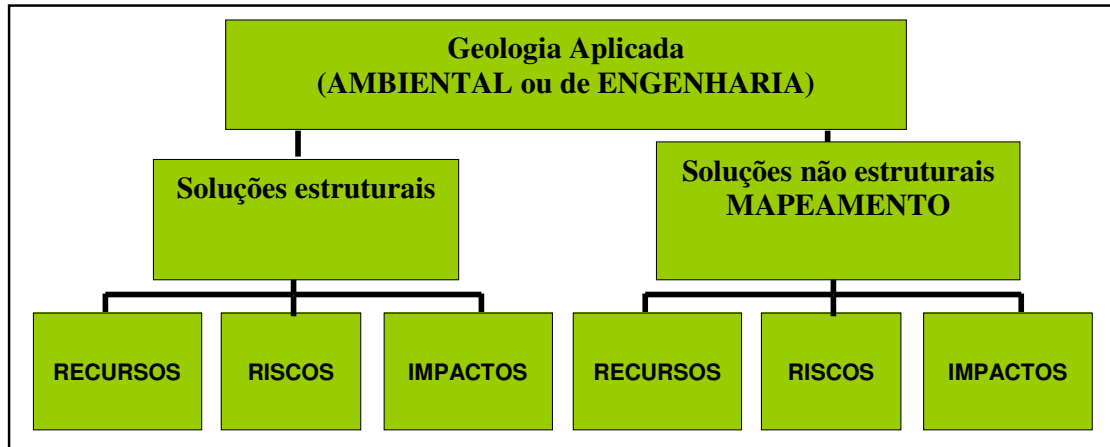 Geologia Aplicada
(AMBIENTAL ou de ENGENHARIA)
Soluções estruturais
Soluções não estruturais
MAPEAMENTO
RECURSOS
RISCOS
IMPACTOS
RECURSOS
RISCOS
IMPACTOS